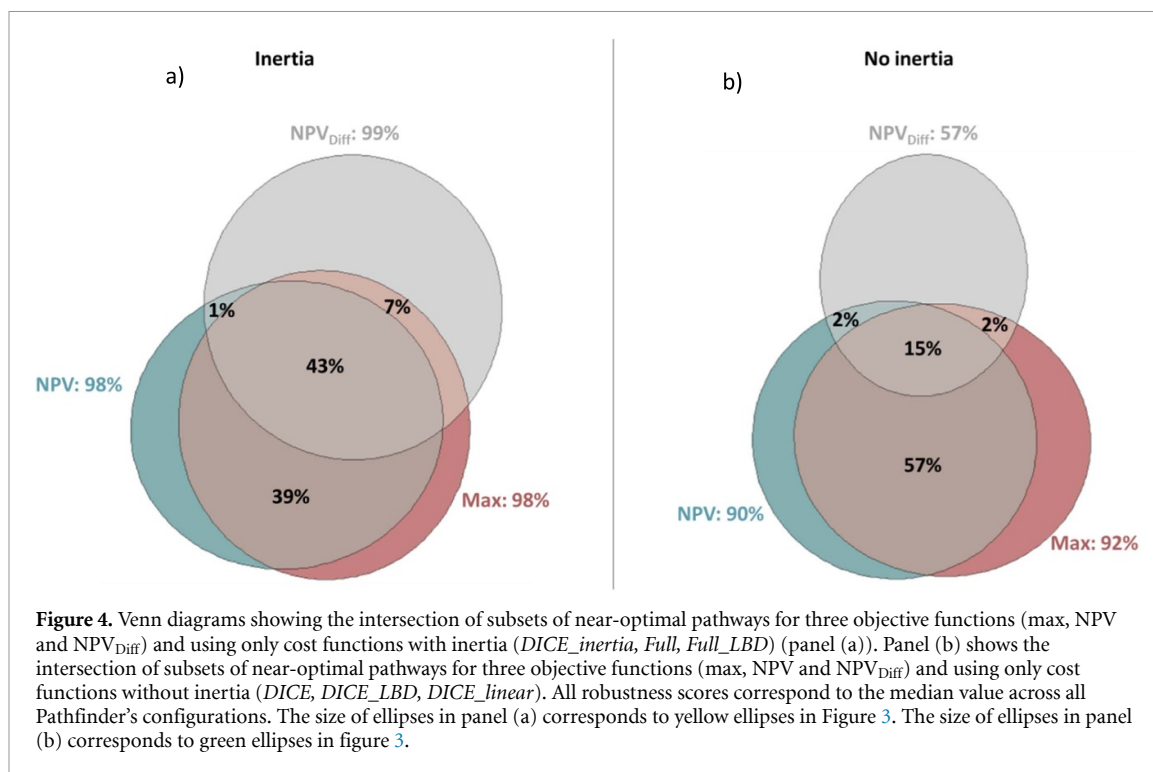 Inertia
a)
NPVDiff: 99%
1%
7%
43%
NPV: 98%
39%
Max: 98%
No inertia
b)
NPVDiff: 57%
2%
2%
15%
57%
NPV: 90%
Max: 92%
Figure 4. Venn diagrams showing the intersection of subsets of near-optimal pathways for three objective functions (max, NPV
and NPVDiff) and using only cost functions with inertia (DICE_inertia, Full, Full_LBD) (panel (a)). Panel (b) shows the
intersection of subsets of near-optimal pathways for three objective functions (max, NPV and NPVDiff) and using only cost
functions without inertia (DICE, DICE_LBD, DICE_linear). All robustness scores correspond to the median value across all
Pathfinder's configurations. The size of ellipses in panel (a) corresponds to yellow ellipses in Figure 3. The size of ellipses in panel
(b) corresponds to green ellipses in figure 3.